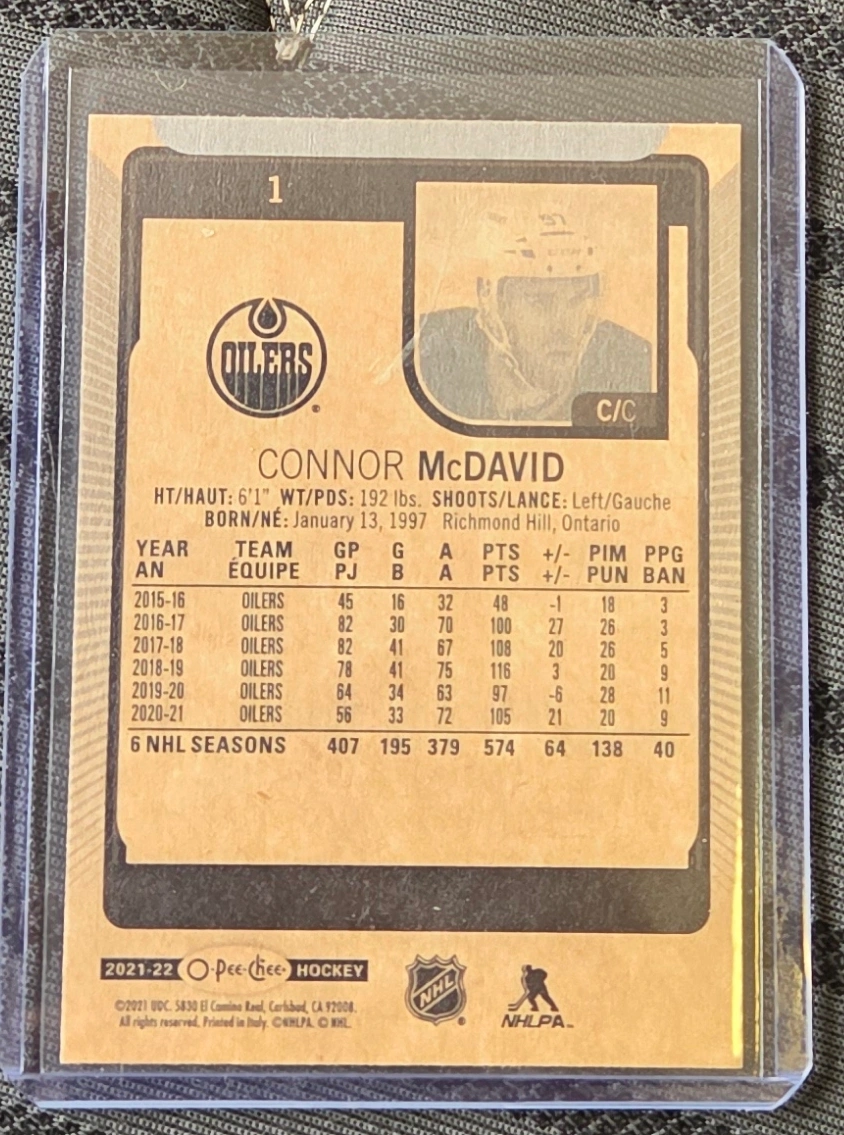 1
97
OILERS
C/C
CONNOR McDAVID
HT/HAUT: 6'1" WT/PDS: 192 lbs. SHOOTS/LANCE: Left/Gauche
BORN/NÉ: January 13, 1997 Richmond Hill, Ontario
YEAR TEAM GP G A PTS +/- PIM PPG
AN ÉQUIPE PJ B A PTS +/- PUN BAN
2015-16 OILERS 45 16 32 48 -1 18 3
2016-17 OILERS 82 30 70 100 27 26 3
2017-18 OILERS 82 41 67 108 20 26 5
2018-19 OILERS 78 41 75 116 3 20 9
2019-20 OILERS 64 34 63 97 -6 28 11
2020-21 OILERS 56 33 72 105 21 20 9
6 NHL SEASONS 407 195 379 574 64 138 40
2021-22 O-Pee-Chee HOCKEY
NHL
NHLPA™
©2021 UDC. 5830 El Camino Real, Carlsbad, CA 92008.
All rights reserved. Printed in Italy. ©NHLPA. © NHL.